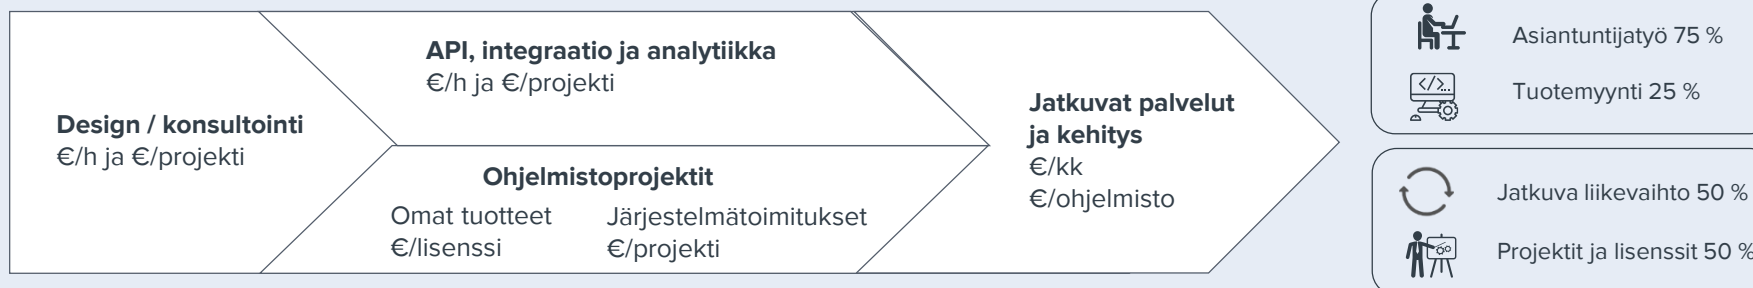 Design / konsultointi
€/h ja €/projekti
API, integraatio ja analytiikka
€/h ja €/projekti
Ohjelmistoprojektit
Omat tuotteet
€/lisenssi
Järjestelmätoimitukset
€/projekti
Jatkuvat palvelut
ja kehitys
€/kk
€/ohjelmisto
Asiantuntijatyö 75 %
Tuotemyynti 25 %
Jatkuva liikevaihto 50 %
Projektit ja lisenssit 50 %